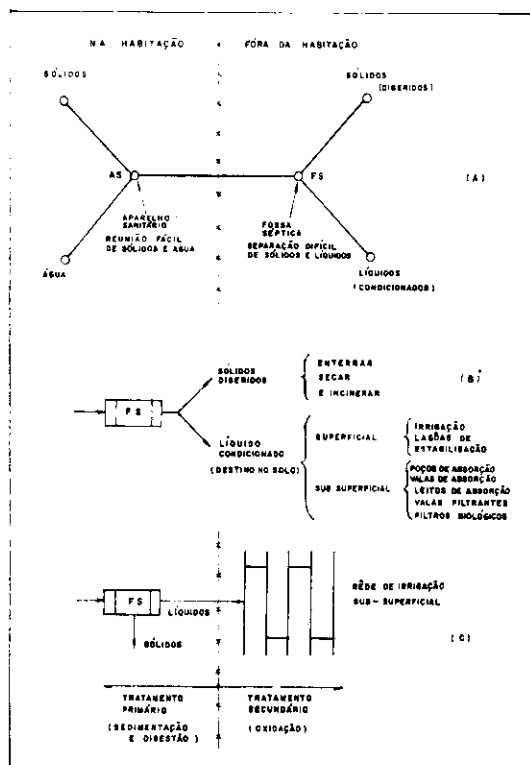 NA HABITAÇÃO
FÓRA DA HABITAÇÃO
SÓLIDOS
SÓLIDOS
(DIGERIDOS)
AS
FS
(A)
APARELHO
SANITÁRIO
REUNIÃO FÁCIL
DE SÓLIDOS E ÁGUA
FOSSA
SÉPTICA
SEPARAÇÃO DIFÍCIL
DE SÓLIDOS E LÍQUIDOS
ÁGUA
LÍQUIDOS
(CONDICIONADOS)
SÓLIDOS
DIGERIDOS
ENTERRAR
SECAR
E INCINERAR
(B)
FS
LÍQUIDO
CONDICIONADO
(DESTINO NO SOLO)
SUPERFICIAL
IRRIGAÇÃO
LAGÔAS DE
ESTABILISAÇÃO
SUB SUPERFICIAL
POÇOS DE ABSORÇÃO
VALAS DE ABSORÇÃO
LEITOS DE ABSORÇÃO
VALAS FILTRANTES
FILTROS BIOLÓGICOS
FS
LÍQUIDOS
SÓLIDOS
RÊDE DE IRRIGAÇÃO
SUB-SUPERFICIAL
(C)
TRATAMENTO
PRIMÁRIO
(SEDIMENTAÇÃO
E DIGESTÃO)
TRATAMENTO
SECUNDÁRIO
(OXIDAÇÃO)